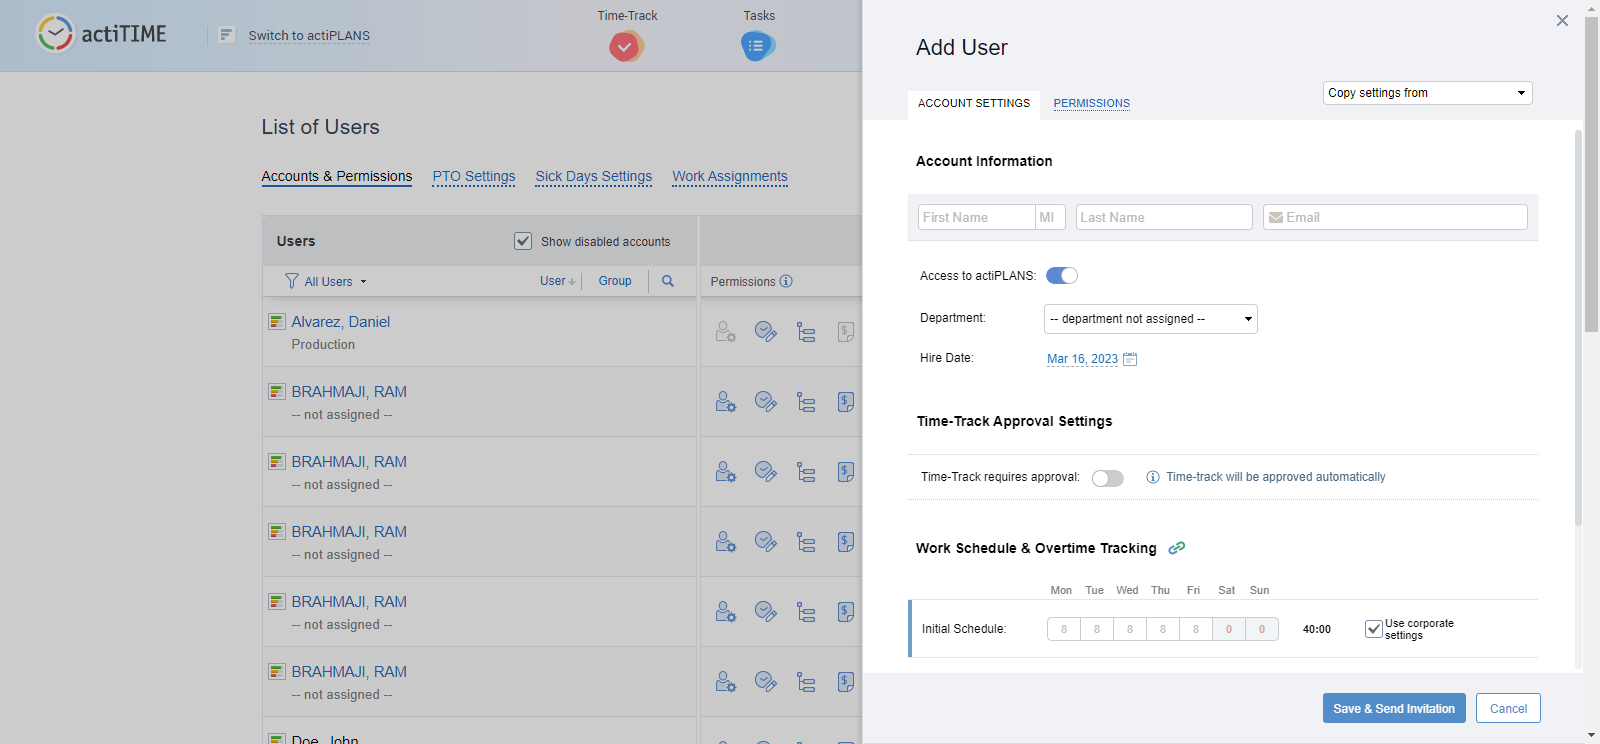 actiTIME
Switch to actiPLANS
Time-Track
Tasks
List of Users
Accounts & Permissions
PTO Settings
Sick Days Settings
Work Assignments
Users
Show disabled accounts
All Users
User
Group
Permissions
Alvarez, Daniel
Production
BRAHMAJI, RAM
-- not assigned --
BRAHMAJI, RAM
-- not assigned --
BRAHMAJI, RAM
-- not assigned --
BRAHMAJI, RAM
-- not assigned --
BRAHMAJI, RAM
-- not assigned --
Doe, John
Add User
ACCOUNT SETTINGS
PERMISSIONS
Copy settings from
Account Information
First Name
MI
Last Name
Email
Access to actiPLANS:
Department:
-- department not assigned --
Hire Date:
Mar 16, 2023
Time-Track Approval Settings
Time-Track requires approval:
Time-track will be approved automatically
Work Schedule & Overtime Tracking
Mon Tue Wed Thu Fri Sat Sun
Initial Schedule:
8 8 8 8 8 0 0
40:00
Use corporate
settings
Save & Send Invitation
Cancel